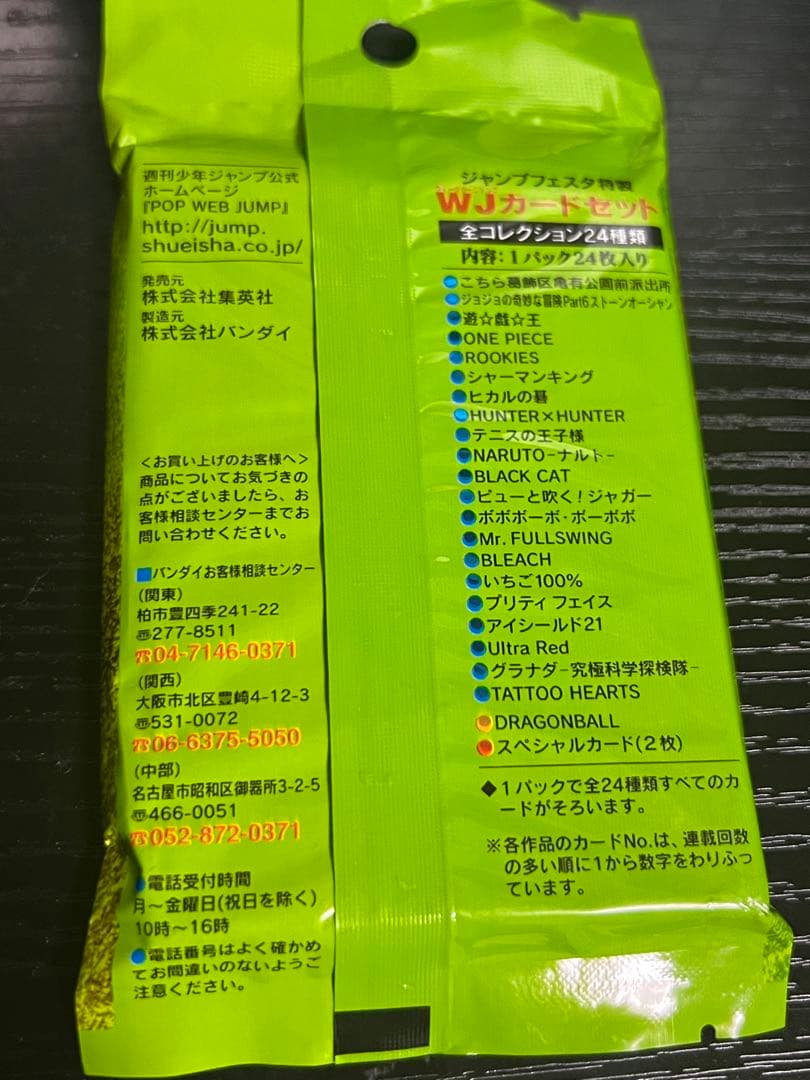 週刊少年ジャンプ公式
ホームページ
『POP WEB JUMP』
http://jump.
shueisha.co.jp/
発売元
株式会社集英社
製造元
株式会社バンダイ
<お買い上げのお客様へ>
商品についてお気づきの
点がございましたら、お
客様相談センターまでお
問い合わせください。
■バンダイお客様相談センター
(関東)
柏市豊四季241-22
〠277-8511
☎04-7146-0371
(関西)
大阪市北区豊崎4-12-3
〠531-0072
☎06-6375-5050
(中部)
名古屋市昭和区御器所3-2-5
〠466-0051
☎052-872-0371
●電話受付時間
月～金曜日(祝日を除く)
10時～16時
●電話番号はよく確かめ
てお間違いのないようご
注意ください。
ジャンプフェスタ特製
WJカードセット
全コレクション24種類
内容:1パック24枚入り
●こちら葛飾区亀有公園前派出所
●ジョジョの奇妙な冒険Part6ストーンオーシャン
●遊☆戯☆王
●ONE PIECE
●ROOKIES
●シャーマンキング
●ヒカルの碁
●HUNTER×HUNTER
●テニスの王子様
●NARUTO-ナルト-
●BLACK CAT
●ピューと吹く!ジャガー
●ボボボーボ・ボーボボ
●Mr. FULLSWING
●BLEACH
●いちご100%
●プリティ フェイス
●アイシールド21
●Ultra Red
●グラナダ-究極科学探検隊-
●TATTOO HEARTS
●DRAGONBALL
●スペシャルカード(2枚)
◆1パックで全24種類すべてのカ
ードがそろいます。
※各作品のカードNo.は、連載回数
の多い順に1から数字をわりふっ
ています。